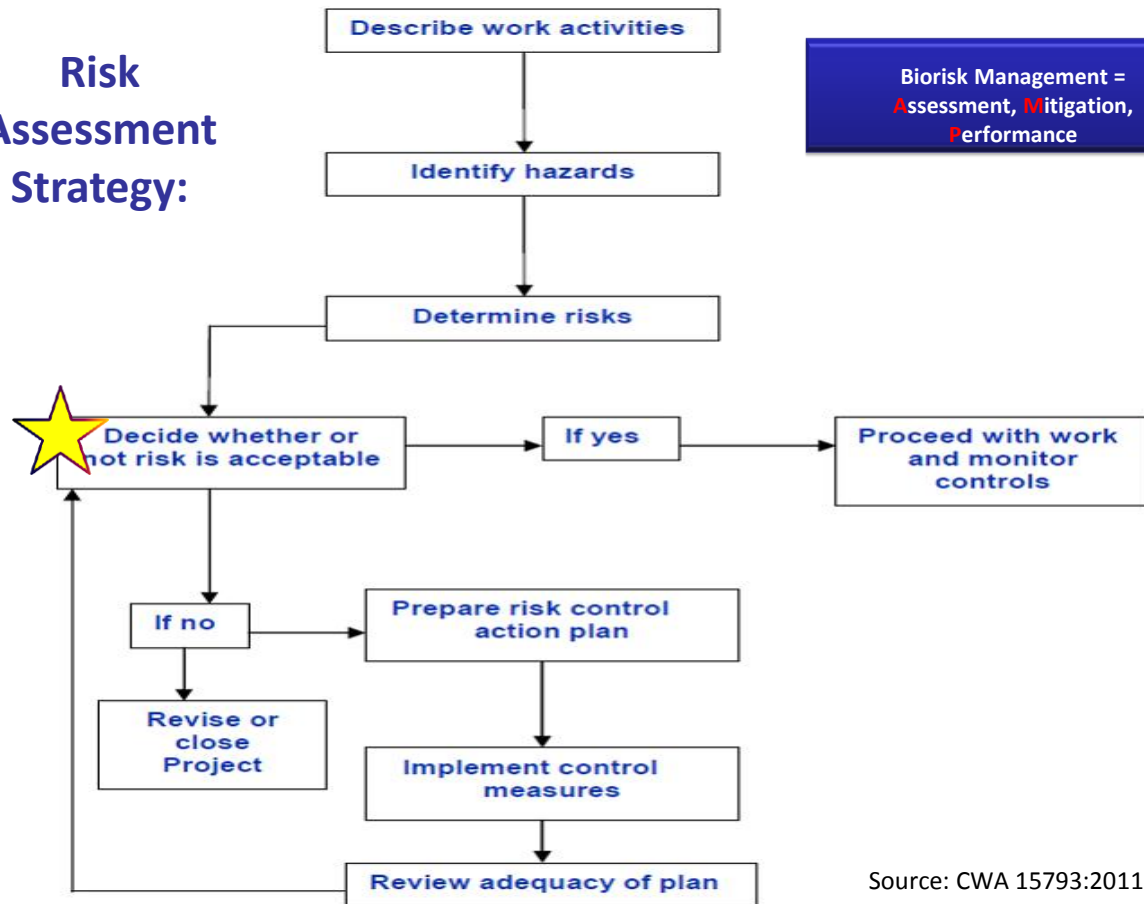 Risk
Assessment
Strategy:
Describe work activities
Biorisk Management =
Assessment, Mitigation,
Performance
Identify hazards
Determine risks
Decide whether or
not risk is acceptable
If yes
Proceed with work
and monitor
controls
If no
Prepare risk control
action plan
Revise or
close
Project
Implement control
measures
Review adequacy of plan
Source: CWA 15793:2011